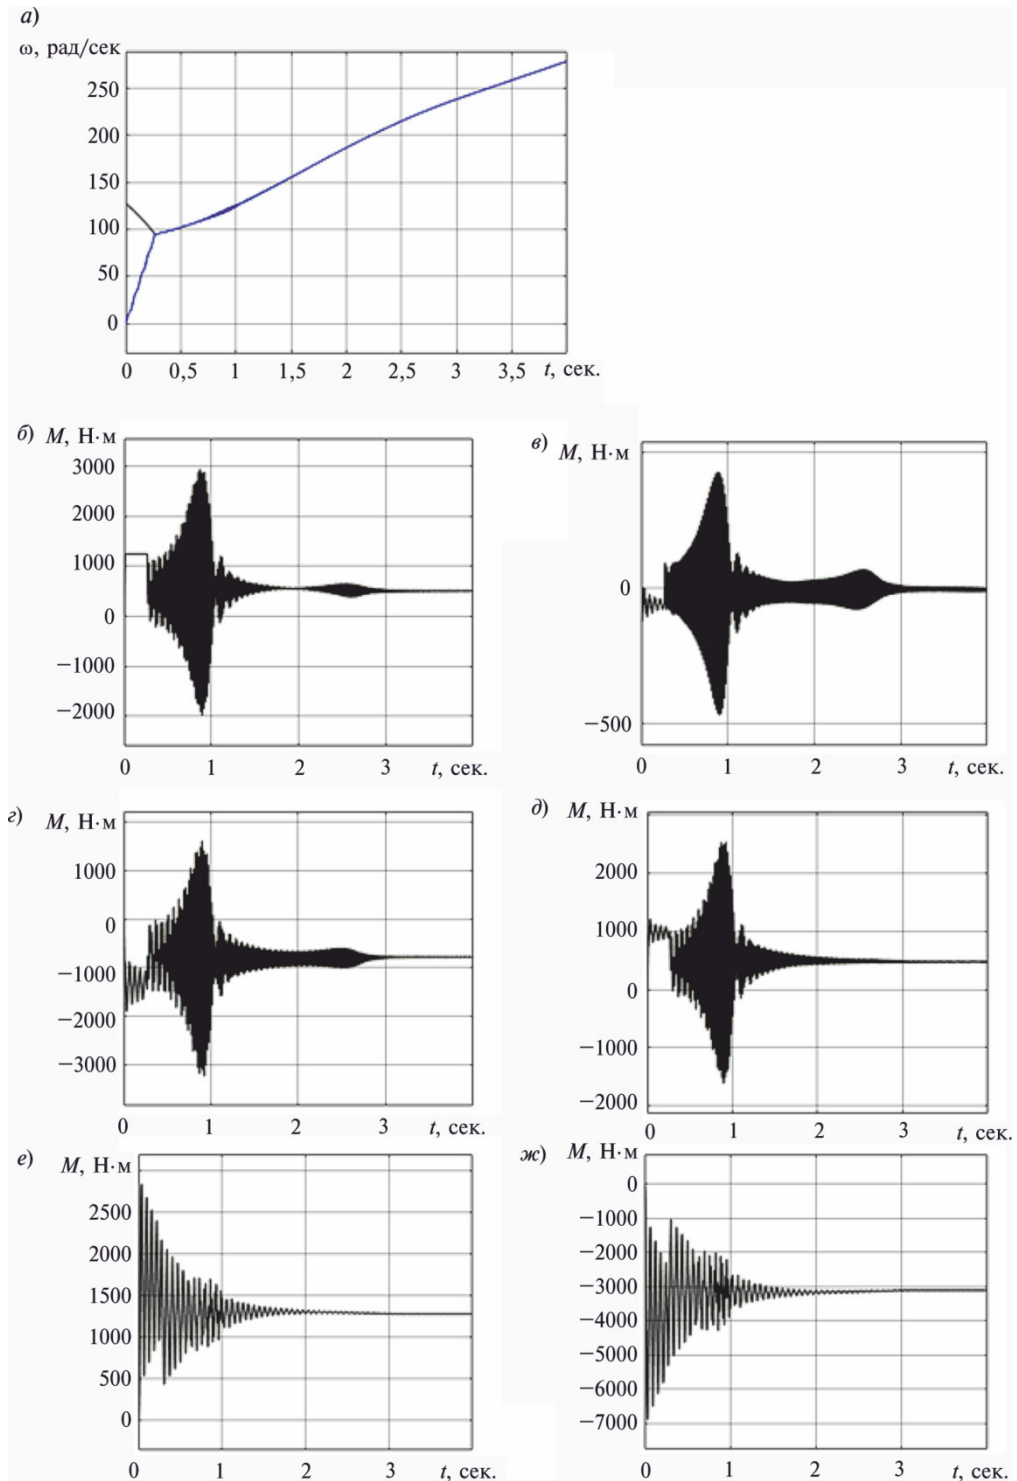 а)
ω, рад/сек
250
200
150
100
50
0
0 0,5 1 1,5 2 2,5 3 3,5 t, сек.
б) M, Н·м
3000
2000
1000
0
−1000
−2000
0 1 2 3 t, сек.
в) M, Н·м
0
−500
0 1 2 3 t, сек.
г) M, Н·м
1000
0
−1000
−2000
−3000
0 1 2 3 t, сек.
д) M, Н·м
2000
1000
0
−1000
−2000
0 1 2 3 t, сек.
е) M, Н·м
2500
2000
1500
1000
500
0
0 1 2 3 t, сек.
ж) M, Н·м
0
−1000
−2000
−3000
−4000
−5000
−6000
−7000
0 1 2 3 t, сек.